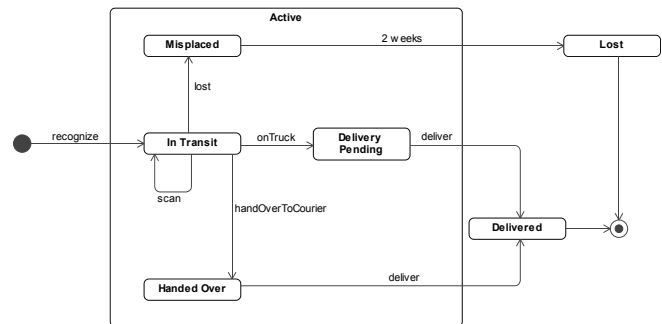 Active
Misplaced
2 weeks
Lost
lost
recognize
In Transit
onTruck
Delivery
Pending
deliver
scan
handOverToCourier
Delivered
Handed Over
deliver